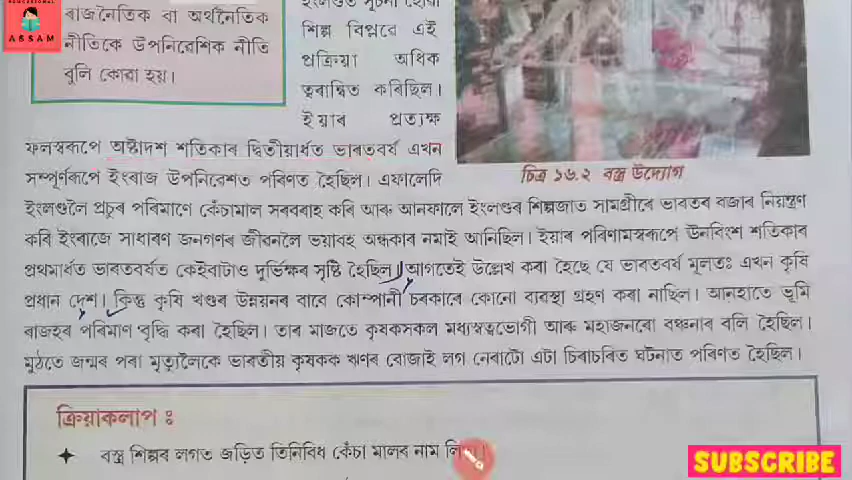 ASSAM
ৰাজনৈতিক বা অৰ্থনৈতিক
নীতিকে উপনিৱেশিক নীতি
বুলি কোৱা হয়।
শিল্প বিপ্লৱে এই
প্ৰক্ৰিয়া অধিক
ত্বৰান্বিত কৰিছিল।
ইয়াৰ প্ৰত্যক্ষ
ফলস্বৰূপে অষ্টাদশ শতিকাৰ দ্বিতীয়াৰ্ধত ভাৰতবৰ্ষ এখন
সম্পূৰ্ণৰূপে ইংৰাজ উপনিৱেশত পৰিণত হৈছিল। এফালেদি
চিত্ৰ ১৬.২ বস্ত্ৰ উদ্যোগ
ইংলণ্ডলৈ প্ৰচুৰ পৰিমাণে কেঁচামাল সৰবৰাহ কৰি আৰু আনফালে ইংলণ্ডৰ শিল্পজাত সামগ্ৰীৰে ভাৰতৰ বজাৰ নিয়ন্ত্ৰণ
কৰি ইংৰাজে সাধাৰণ জনগণৰ জীৱনলৈ ভয়াবহ অন্ধকাৰ নমাই আনিছিল। ইয়াৰ পৰিণামস্বৰূপে ঊনবিংশ শতিকাৰ
প্ৰথমাৰ্ধত ভাৰতবৰ্ষত কেইবাটাও দুৰ্ভিক্ষৰ সৃষ্টি হৈছিল। আগতেই উল্লেখ কৰা হৈছে যে ভাৰতবৰ্ষ মূলতঃ এখন কৃষি
প্ৰধান দেশ। কিন্তু কৃষি খণ্ডৰ উন্নয়নৰ বাবে কোম্পানী চৰকাৰে কোনো ব্যৱস্থা গ্ৰহণ কৰা নাছিল। আনহাতে ভূমি
ৰাজহৰ পৰিমাণ বৃদ্ধি কৰা হৈছিল। তাৰ মাজতে কৃষকসকল মধ্যস্বত্বভোগী আৰু মহাজনৰো বঞ্চনাৰ বলি হৈছিল।
মুঠতে জন্মৰ পৰা মৃত্যুলৈকে ভাৰতীয় কৃষকক ঋণৰ বোজাই লগ নেৰাটো এটা চিৰাচৰিত ঘটনাত পৰিণত হৈছিল।
ক্ৰিয়াকলাপ ঃ
বস্ত্ৰ শিল্পৰ লগত জড়িত তিনিবিধ কেঁচা মালৰ নাম
SUBSCRIBE